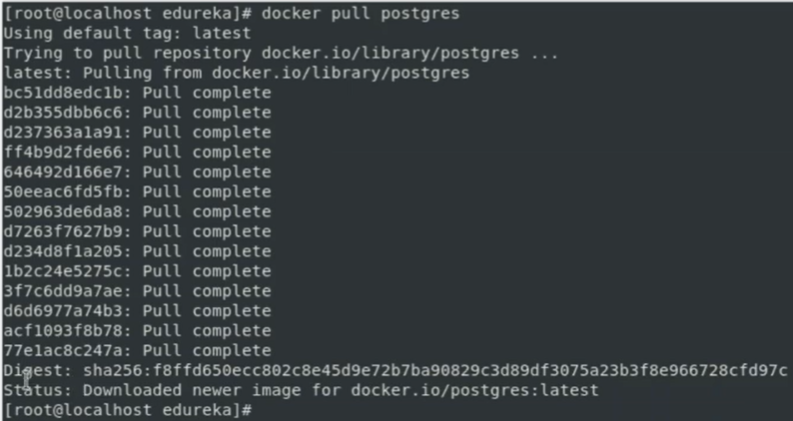 [root@localhost edureka]# docker pull postgres
Using default tag: latest
Trying to pull repository docker.io/library/postgres ...
latest: Pulling from docker.io/library/postgres
bc51dd8edc1b: Pull complete
d2b355dbb6c6: Pull complete
d237363a1a91: Pull complete
ff4b9d2fde66: Pull complete
646492d166e7: Pull complete
50eeac6fd5fb: Pull complete
502963de6da8: Pull complete
d7263f7627b9: Pull complete
d234d8f1a205: Pull complete
1b2c24e5275c: Pull complete
3f7c6dd9a7ae: Pull complete
d6d6977a74b3: Pull complete
acf1093f8b78: Pull complete
77e1ac8c247a: Pull complete
Digest: sha256:f8ffd650ecc802c8e45d9e72b7ba90829c3d89df3075a23b3f8e966728cfd97c
Status: Downloaded newer image for docker.io/postgres:latest
[root@localhost edureka]#